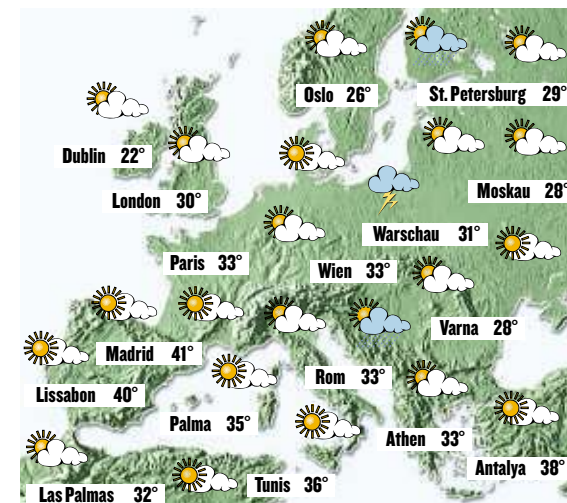 Oslo 26°
St. Petersburg 29°
Dublin 22°
Moskau 28°
London 30°
Warschau 31°
Paris 33°
Wien 33°
Varna 28°
Madrid 41°
Rom 33°
Lissabon 40°
Palma 35°
Athen 33°
Antalya 38°
Tunis 36°
Las Palmas 32°